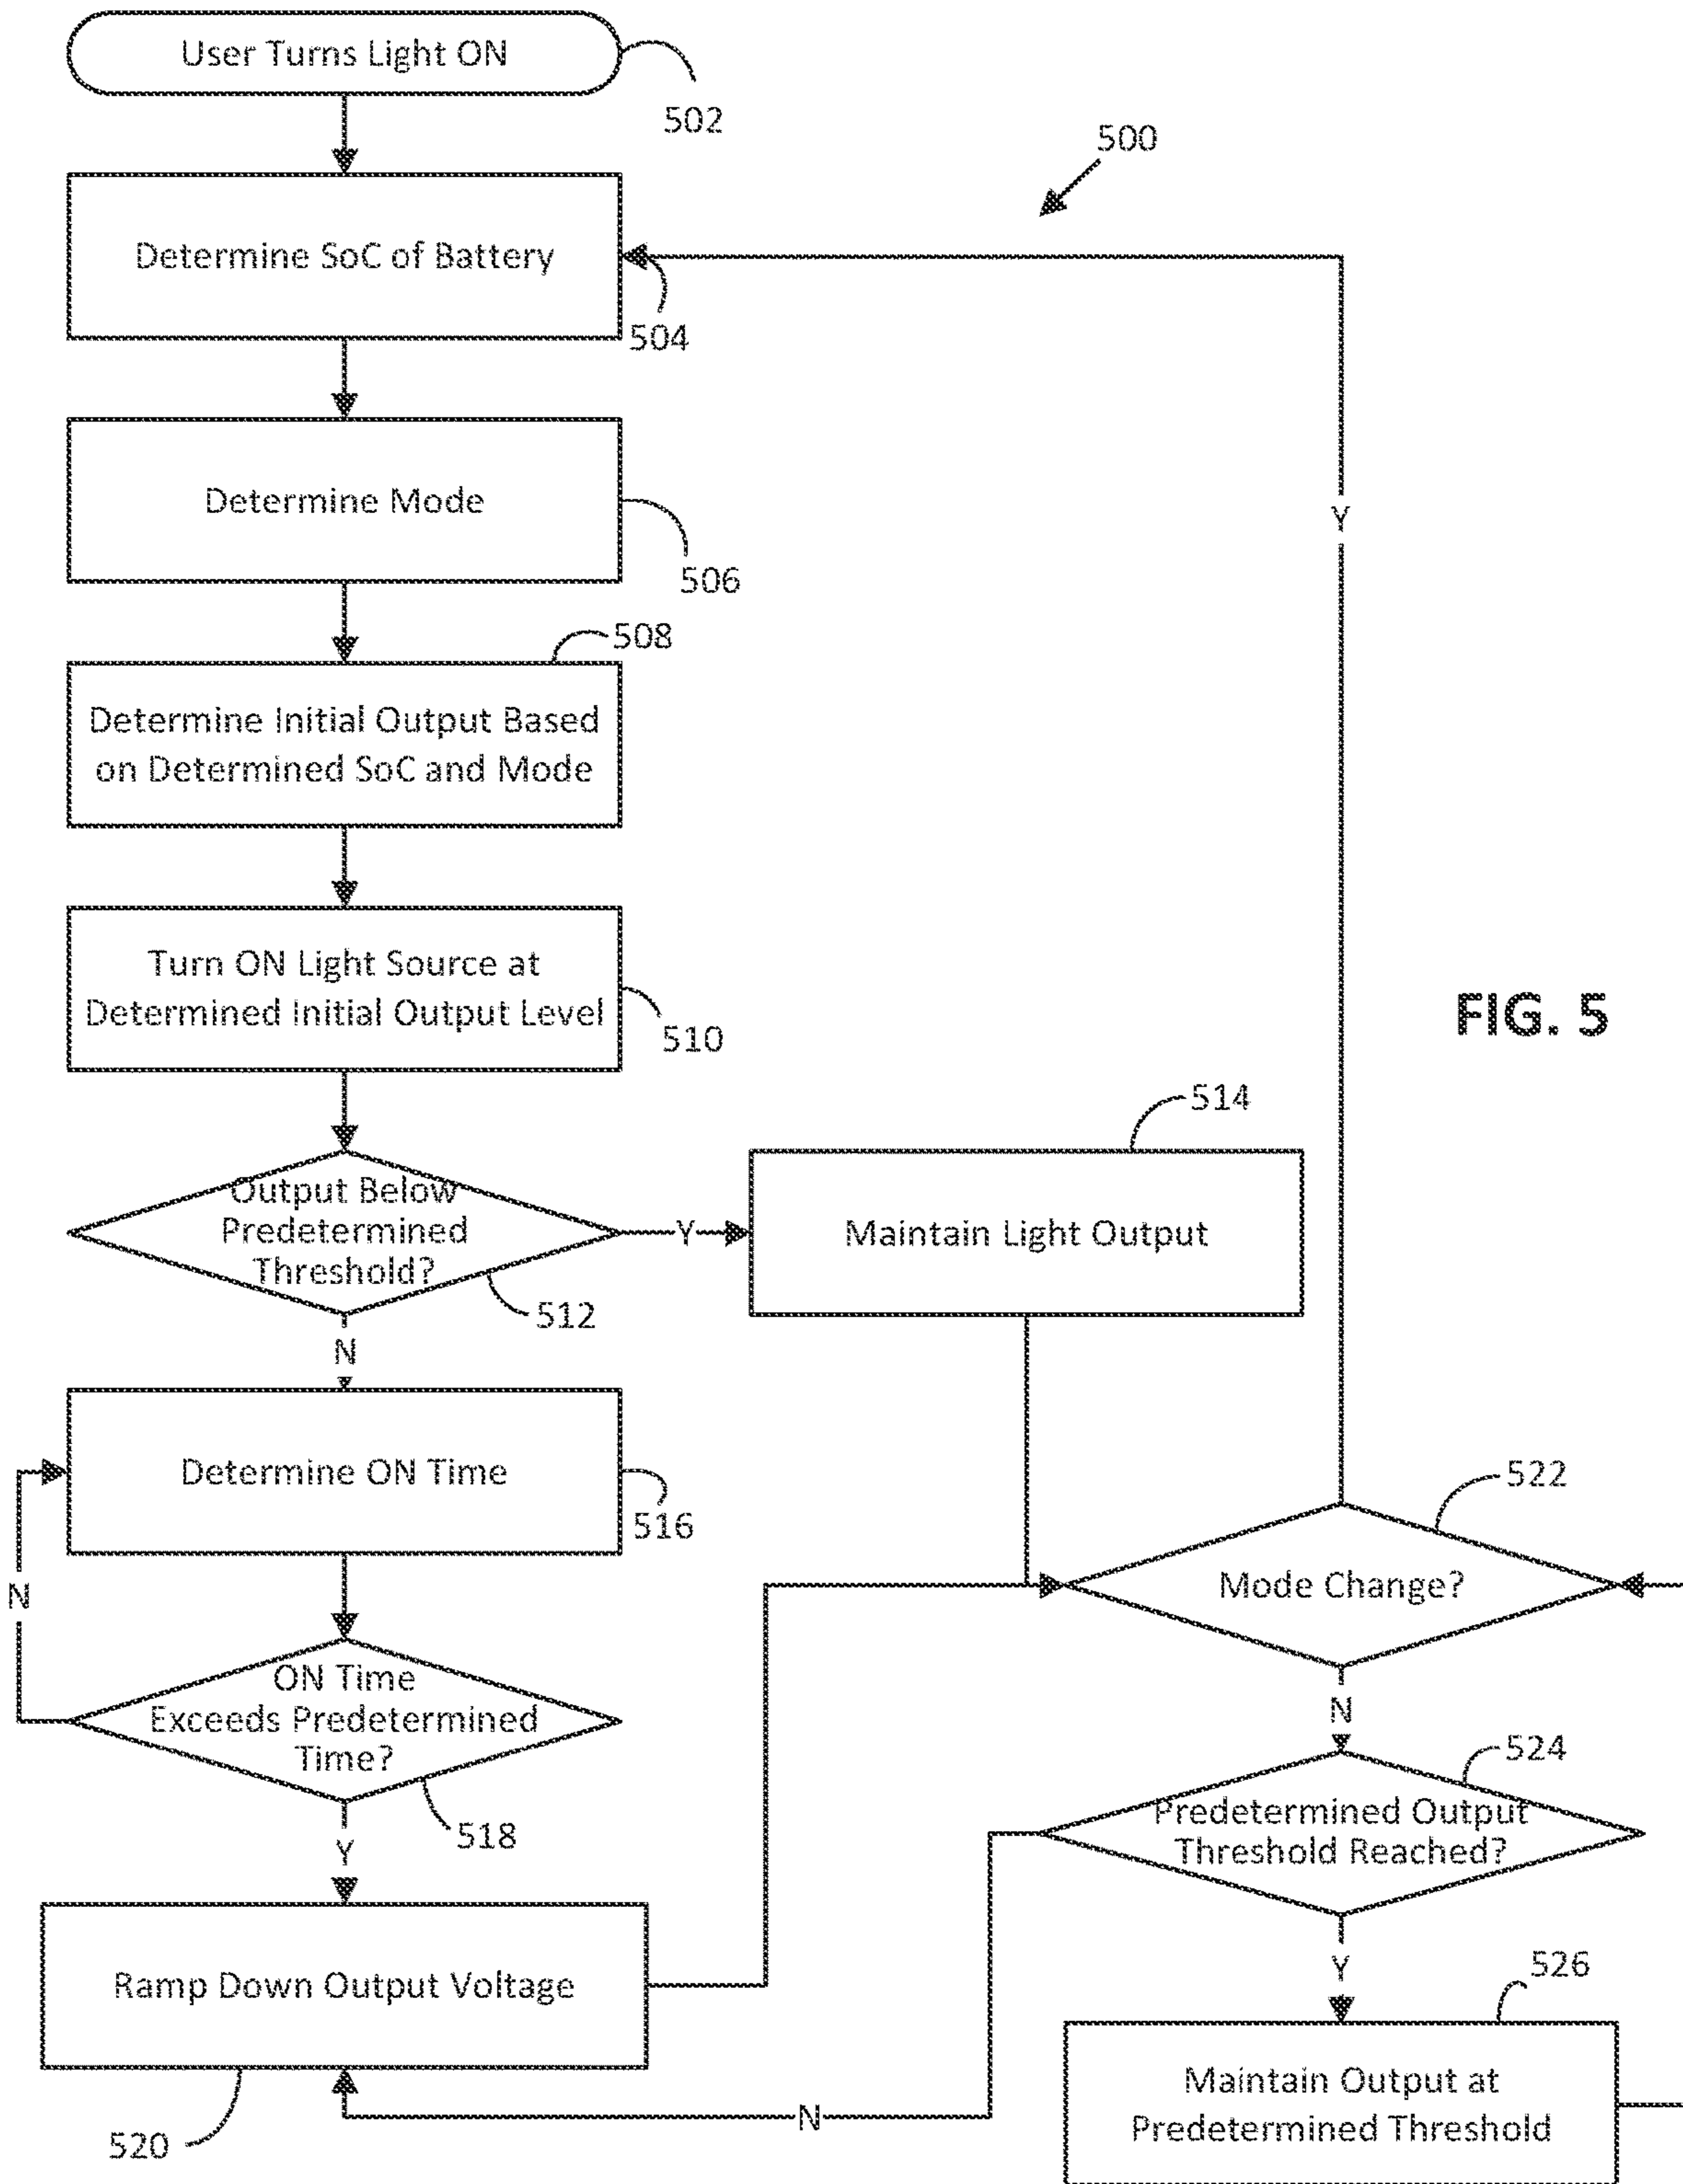 User Turns Light ON
502
500
Determine SoC of Battery
504
Y
Determine Mode
506
508
Determine Initial Output Based
on Determined SoC and Mode
Turn ON Light Source at
Determined Initial Output Level
510
FIG. 5
514
Output Below
Predetermined
Threshold?
Y
Maintain Light Output
512
N
Determine ON Time
516
522
N
Mode Change?
ON Time
Exceeds Predetermined
Time?
518
Y
N
524
Predetermined Output
Threshold Reached?
Y
526
Ramp Down Output Voltage
520
N
Maintain Output at
Predetermined Threshold